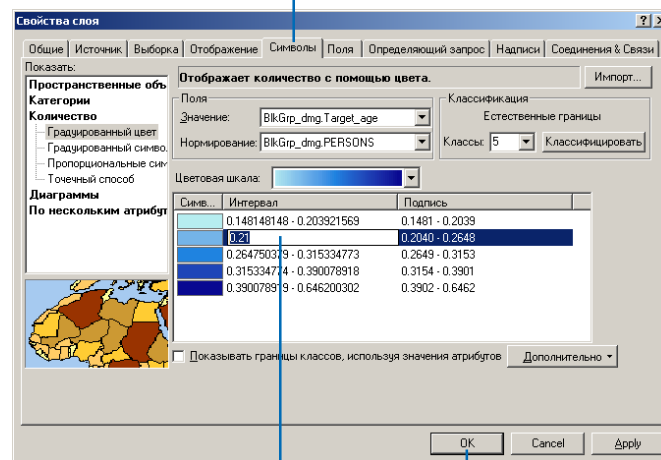 Свойства слоя
Общие Источник Выборка Отображение Символы Поля Определяющий запрос Надписи Соединения & Связи
Показать:
Пространственные объ
Категории
Количество
Градуированный цвет
Градуированный симво.
Пропорциональные сим
Точечный способ
Диаграммы
По нескольким атрибут
Отображает количество с помощью цвета.
Импорт...
Поля
Значение: BlkGrp_dmg.Target_age
Нормирование: BlkGrp_dmg.PERSONS
Классификация
Естественные границы
Классы: 5 Классифицировать
Цветовая шкала:
Симв... Интервал Подпись
0.148148148 - 0.203921569 0.1481 - 0.2039
0.21 0.2040 - 0.2648
0.264750379 - 0.315334773 0.2649 - 0.3153
0.315334774 - 0.390078918 0.3154 - 0.3901
0.390078919 - 0.646200302 0.3902 - 0.6462
Показывать границы классов, используя значения атрибутов Дополнительно
OK Cancel Apply